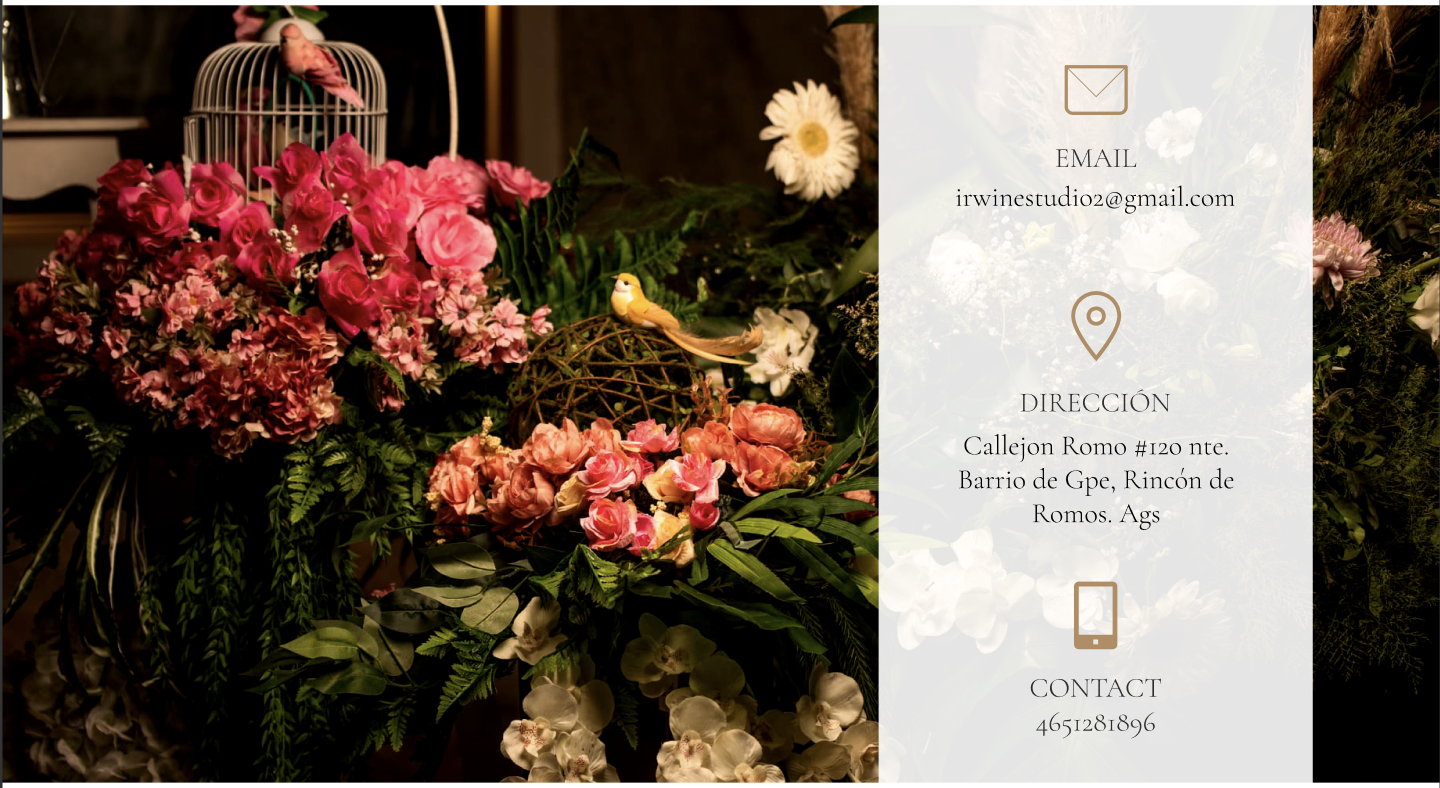 EMAIL
irwinestudio2@gmail.com
DIRECCIÓN
Callejon Romo #120 nte.
Barrio de Gpe, Rincón de
Romos. Ags
CONTACT
4651281896